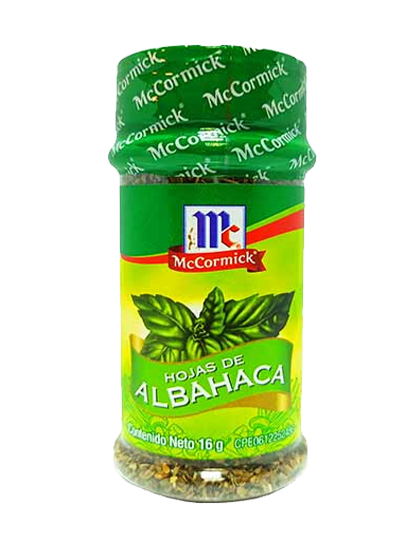 McCormick
McCormick
McCormick
McCormick
McCormick
McCormick
Mc
McCormick®
HOJAS DE
ALBAHACA
Contenido Neto 16 g